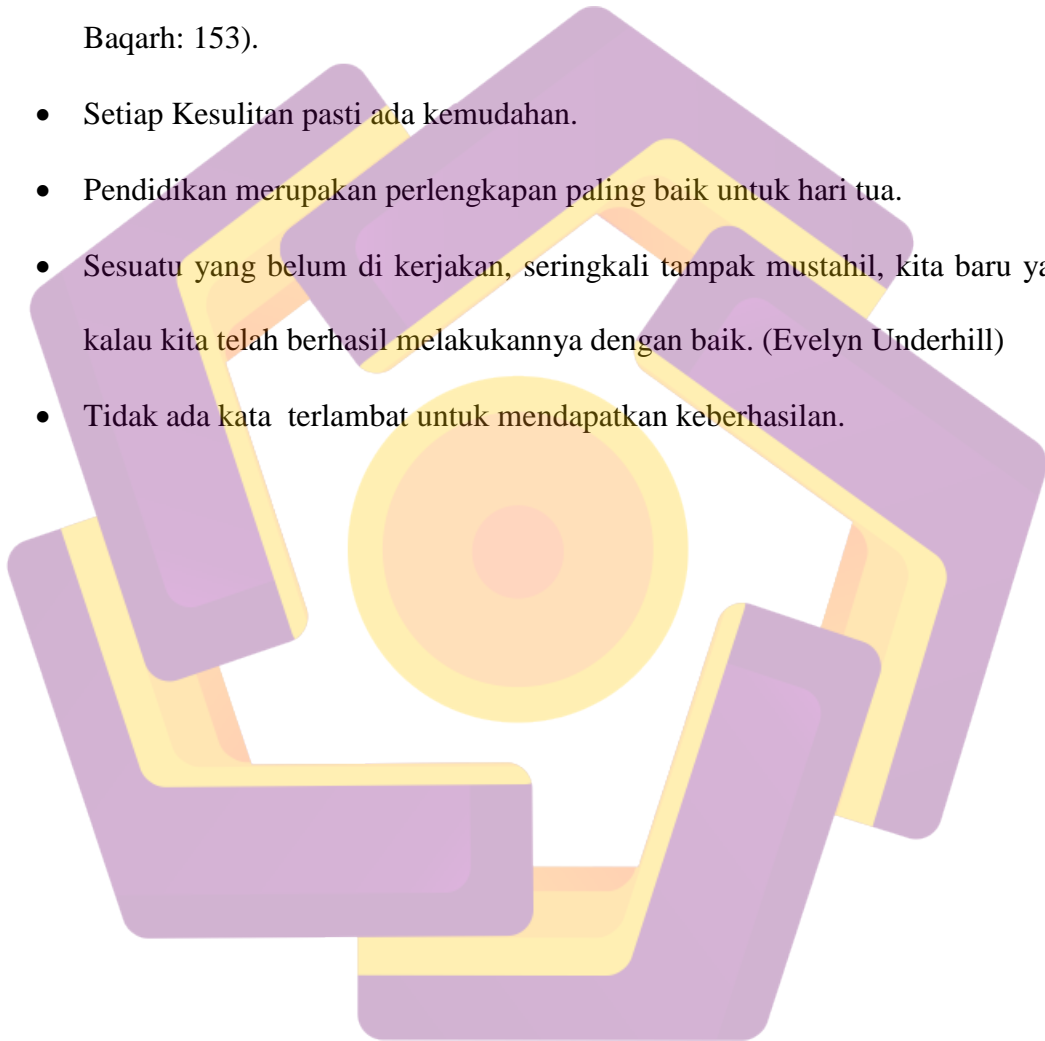 Baqarh: 153).
• Setiap Kesulitan pasti ada kemudahan.
• Pendidikan merupakan perlengkapan paling baik untuk hari tua.
• Sesuatu yang belum di kerjakan, seringkali tampak mustahil, kita baru
kalau kita telah berhasil melakukannya dengan baik. (Evelyn Underhill)
• Tidak ada kata terlambat untuk mendapatkan keberhasilan.